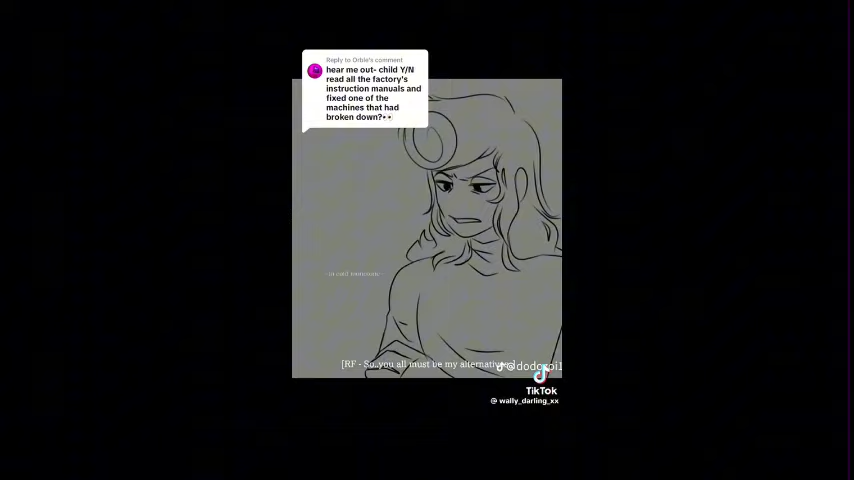 Reply to Orble's comment
hear me out- child Y/N
read all the factory's
instruction manuals and
fixed one of the
machines that had
broken down?👀
[RF - So..you all must be my alternatives.]
TikTok
@ wally_darling_xx